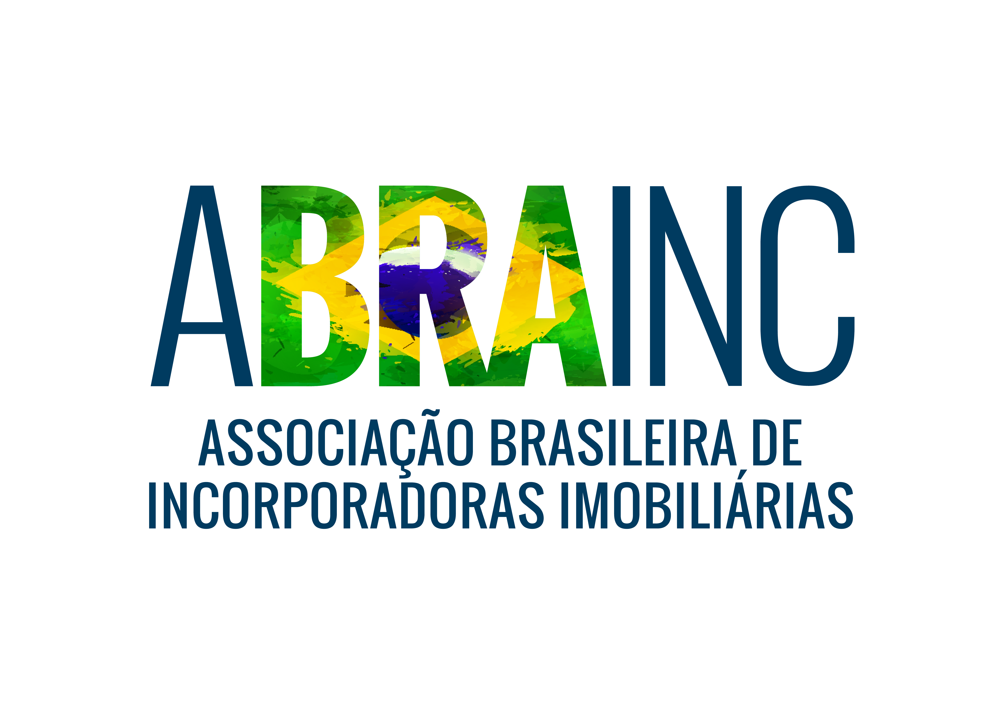 ABRAINC
ASSOCIAÇÃO BRASILEIRA DE
INCORPORADORAS IMOBILIÁRIAS